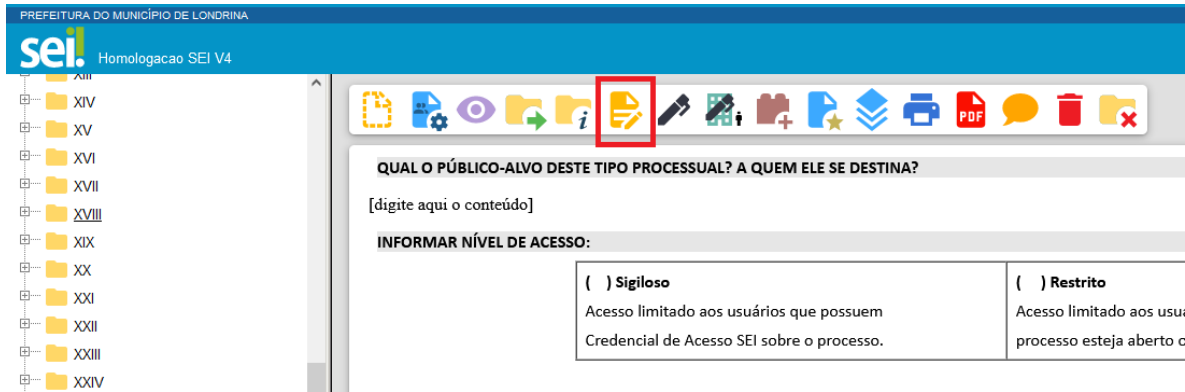 PREFEITURA DO MUNICÍPIO DE LONDRINA
sei!
Homologacao SEI V4
XIII
XIV
XV
XVI
XVII
XVIII
XIX
XX
XXI
XXII
XXIII
XXIV
i
PDF
QUAL O PÚBLICO-ALVO DESTE TIPO PROCESSUAL? A QUEM ELE SE DESTINA?
[digite aqui o conteúdo]
INFORMAR NÍVEL DE ACESSO:
( ) Sigiloso
Acesso limitado aos usuários que possuem
Credencial de Acesso SEI sobre o processo.
( ) Restrito
Acesso limitado aos usuá
processo esteja aberto o